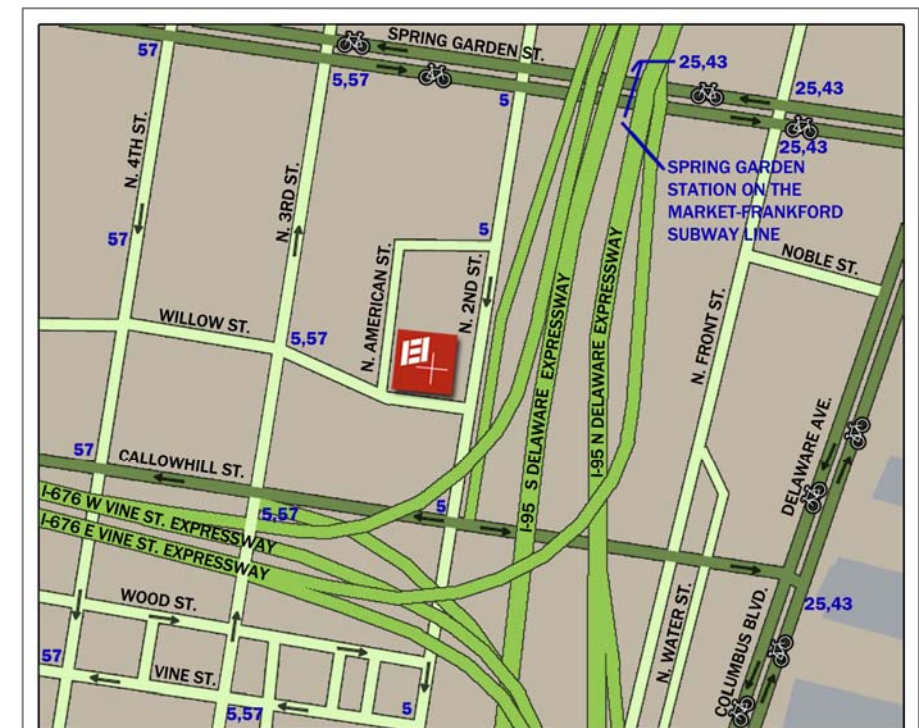 SPRING GARDEN ST.
57
5,57
5
25,43
25,43
25,43
SPRING GARDEN
STATION ON THE
MARKET-FRANKFORD
SUBWAY LINE
N. 4TH ST.
N. 3RD ST.
57
5
N. 2ND ST.
N. AMERICAN ST.
I-95 S DELAWARE EXPRESSWAY
I-95 N DELAWARE EXPRESSWAY
NOBLE ST.
N. FRONT ST.
WILLOW ST.
5,57
EI
DELAWARE AVE.
57
CALLOWHILL ST.
5
5,57
I-676 W VINE ST. EXPRESSWAY
I-676 E VINE ST. EXPRESSWAY
WOOD ST.
N. WATER ST.
COLUMBUS BLVD.
25,43
57
VINE ST.
5,57
5